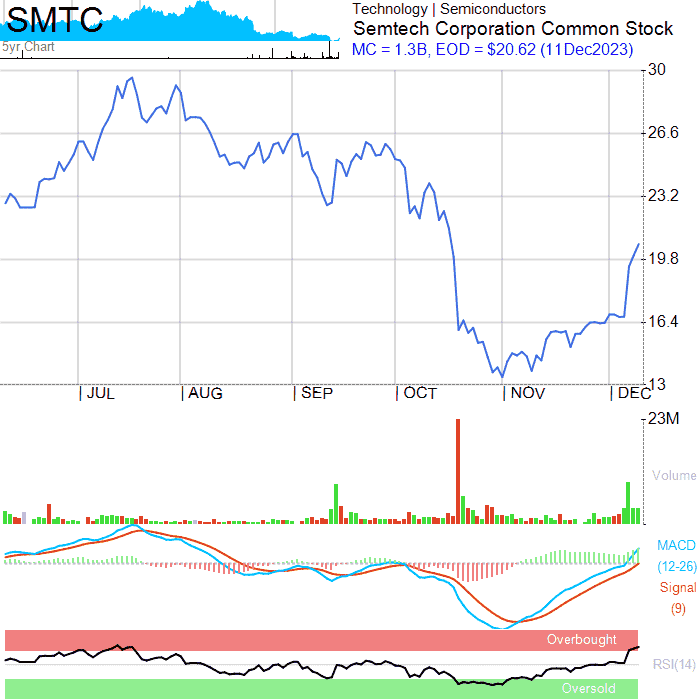 SMTC
5yr Chart
Technology | Semiconductors
Semtech Corporation Common Stock
MC = 1.3B, EOD = $20.62 (11Dec2023)
30
26.6
23.2
19.8
16.4
13
JUL
AUG
SEP
OCT
NOV
DEC
23M
Volume
MACD
(12-26)
Signal
(9)
Overbought
RSI(14)
Oversold